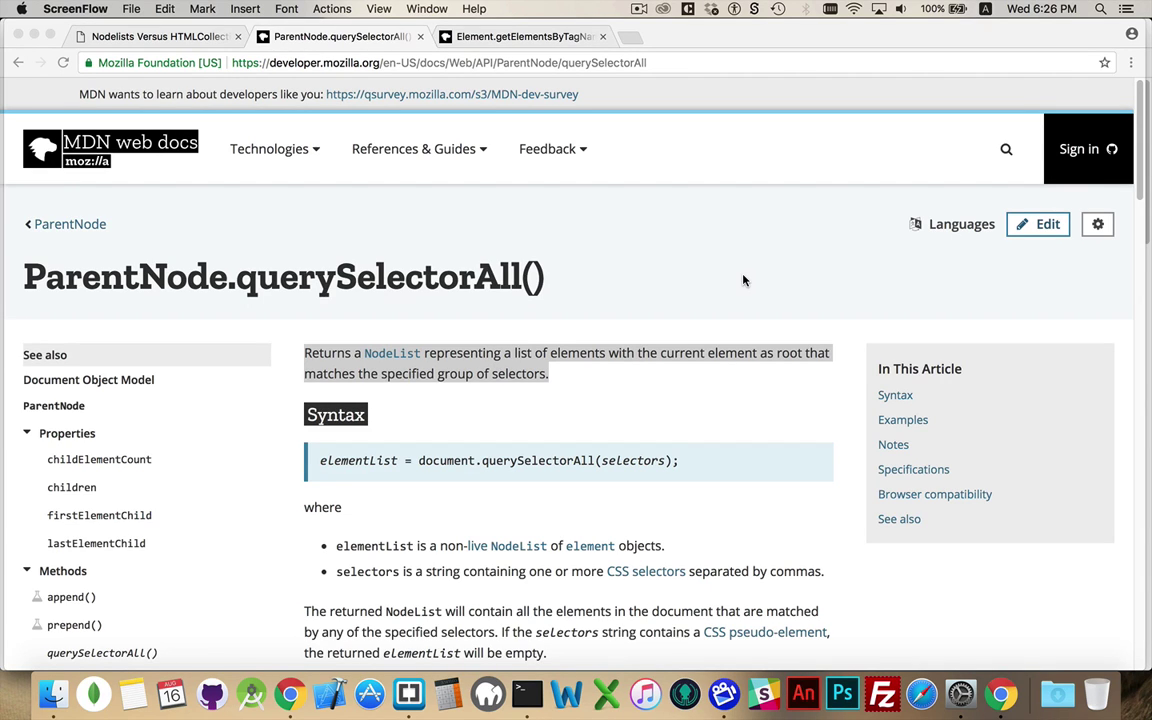 ScreenFlow File Edit Mark Insert Font Actions View Window Help 100% A Wed 6:26 PM
Nodelists Versus HTMLCollect
ParentNode.querySelectorAll()
Element.getElementsByTagNam
Mozilla Foundation [US] https://developer.mozilla.org/en-US/docs/Web/API/ParentNode/querySelectorAll
MDN wants to learn about developers like you: https://qsurvey.mozilla.com/s3/MDN-dev-survey
MDN web docs
moz://a
Technologies References & Guides Feedback
Sign in
ParentNode
Languages Edit
ParentNode.querySelectorAll()
See also
Document Object Model
ParentNode
Properties
childElementCount
children
firstElementChild
lastElementChild
Methods
append()
prepend()
querySelectorAll()
Returns a NodeList representing a list of elements with the current element as root that
matches the specified group of selectors.
Syntax
elementList = document.querySelectorAll(selectors);
where
• elementList is a non-live NodeList of element objects.
• selectors is a string containing one or more CSS selectors separated by commas.
The returned NodeList will contain all the elements in the document that are matched
by any of the specified selectors. If the selectors string contains a CSS pseudo-element,
the returned elementList will be empty.
In This Article
Syntax
Examples
Notes
Specifications
Browser compatibility
See also
AUG
16
W
X
S
An
Ps
FZ